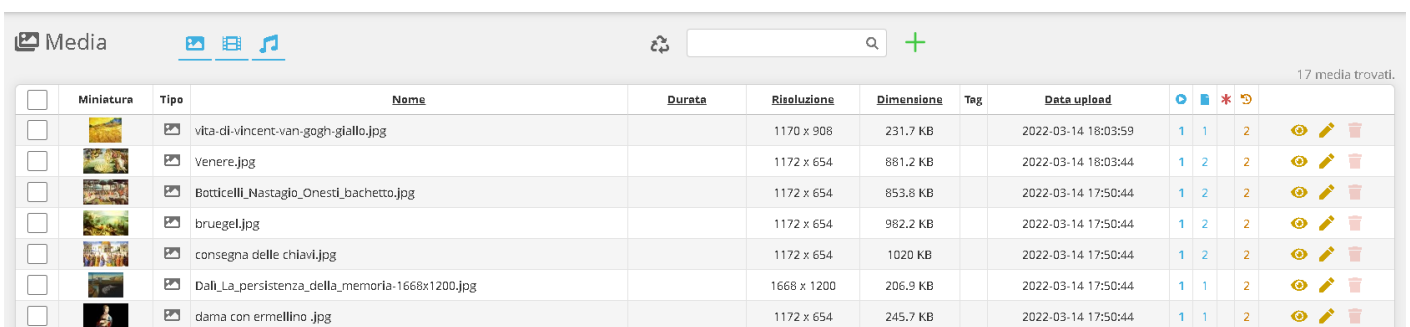 Media
17 media trovati.
Miniatura Tipo Nome Durata Risoluzione Dimensione Tag Data upload
vita-di-vincent-van-gogh-giallo.jpg 1170 x 908 231.7 KB 2022-03-14 18:03:59 1 1 2
Venere.jpg 1172 x 654 881.2 KB 2022-03-14 18:03:44 1 2 2
Botticelli_Nastagio_Onesti_bachetto.jpg 1172 x 654 853.8 KB 2022-03-14 17:50:44 1 2 2
bruegel.jpg 1172 x 654 982.2 KB 2022-03-14 17:50:44 1 2 2
consegna delle chiavi.jpg 1172 x 654 1020 KB 2022-03-14 17:50:44 1 2 2
Dalì_La_persistenza_della_memoria-1668x1200.jpg 1668 x 1200 206.9 KB 2022-03-14 17:50:44 1 1 2
dama con ermellino .jpg 1172 x 654 245.7 KB 2022-03-14 17:50:44 1 1 2